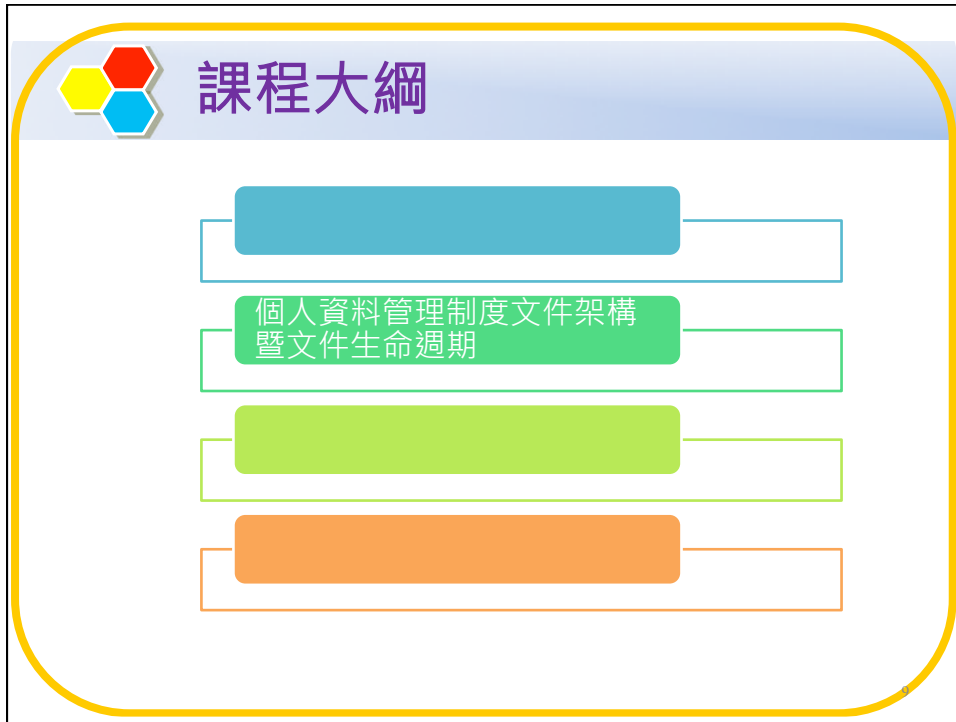 課程大綱
個人資料管理制度文件架構
暨文件生命週期
9